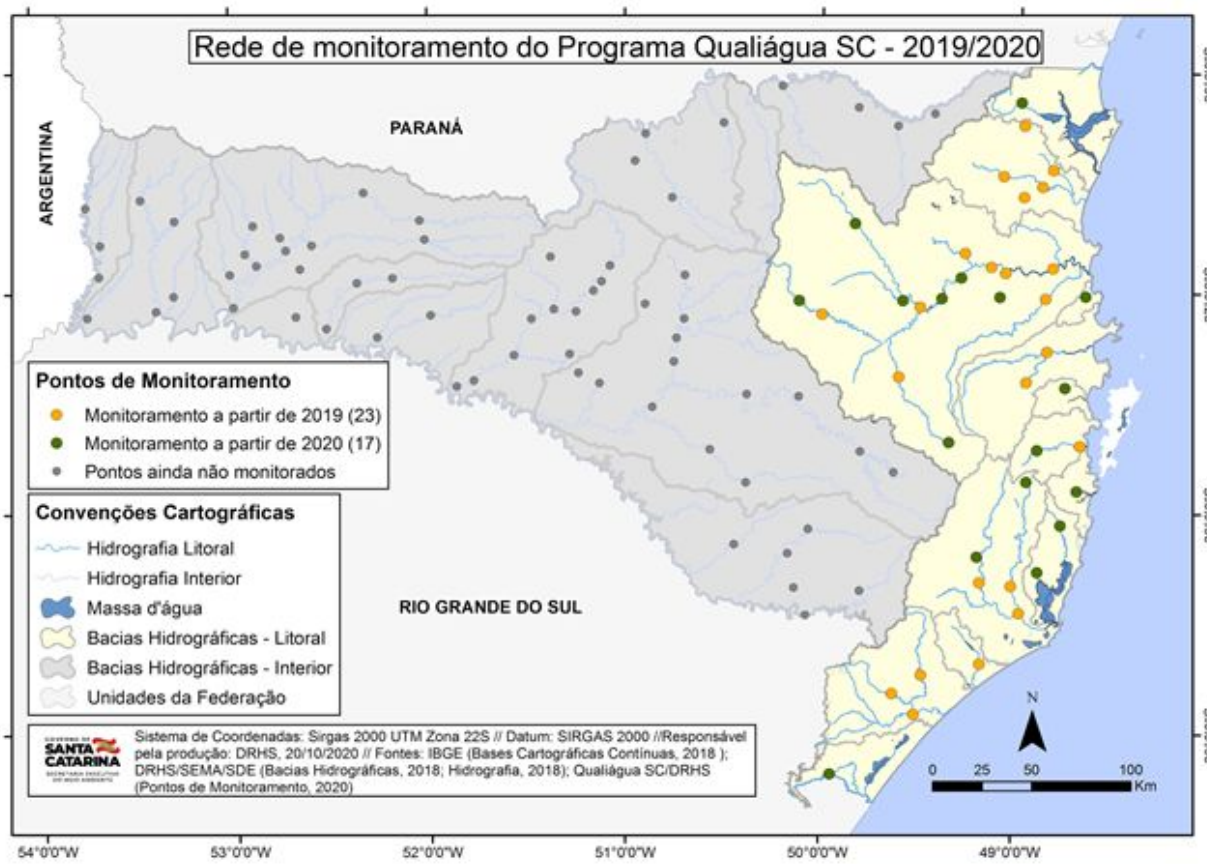 Rede de monitoramento do Programa Qualiágua SC - 2019/2020
PARANÁ
ARGENTINA
RIO GRANDE DO SUL
Pontos de Monitoramento
Monitoramento a partir de 2019 (23)
Monitoramento a partir de 2020 (17)
Pontos ainda não monitorados
Convenções Cartográficas
Hidrografia Litoral
Hidrografia Interior
Massa d'água
Bacias Hidrográficas - Litoral
Bacias Hidrográficas - Interior
Unidades da Federação
GOVERNO DE
SANTA
CATARINA
Sistema de Coordenadas: Sirgas 2000 UTM Zona 22S // Datum: SIRGAS 2000 //Responsável
pela produção: DRHS, 20/10/2020 // Fontes: IBGE (Bases Cartográficas Contínuas, 2018 );
DRHS/SEMA/SDE (Bacias Hidrográficas, 2018; Hidrografia, 2018); Qualiágua SC/DRHS
(Pontos de Monitoramento, 2020)
N
0 25 50 100
Km
54°0'0"W 53°0'0"W 52°0'0"W 51°0'0"W 50°0'0"W 49°0'0"W